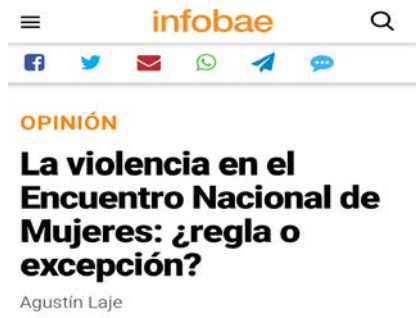 infobae
OPINIÓN
La violencia en el
Encuentro Nacional de
Mujeres: ¿regla o
excepción?
Agustín Laje